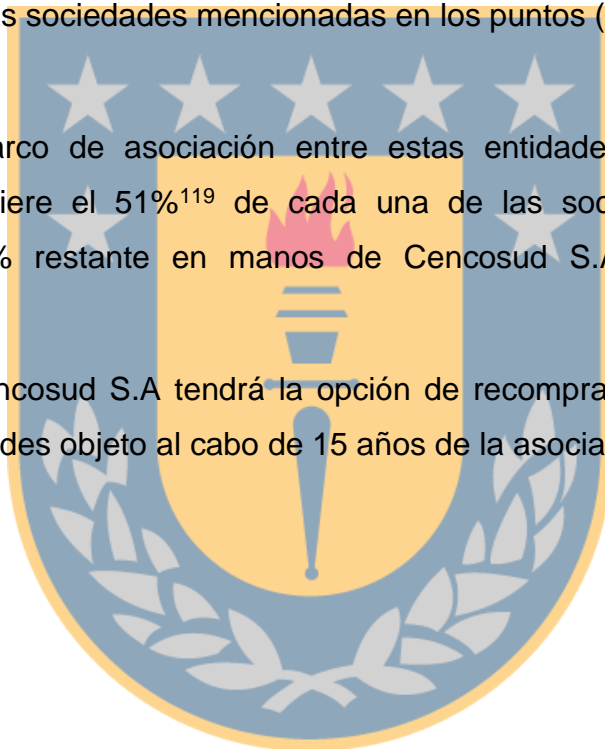 s sociedades mencionadas en los puntos (
arco de asociación entre estas entidade
iere el 51%¹¹⁹ de cada una de las soc
% restante en manos de Cencosud S.A
ncosud S.A tendrá la opción de recompra
des objeto al cabo de 15 años de la asocia